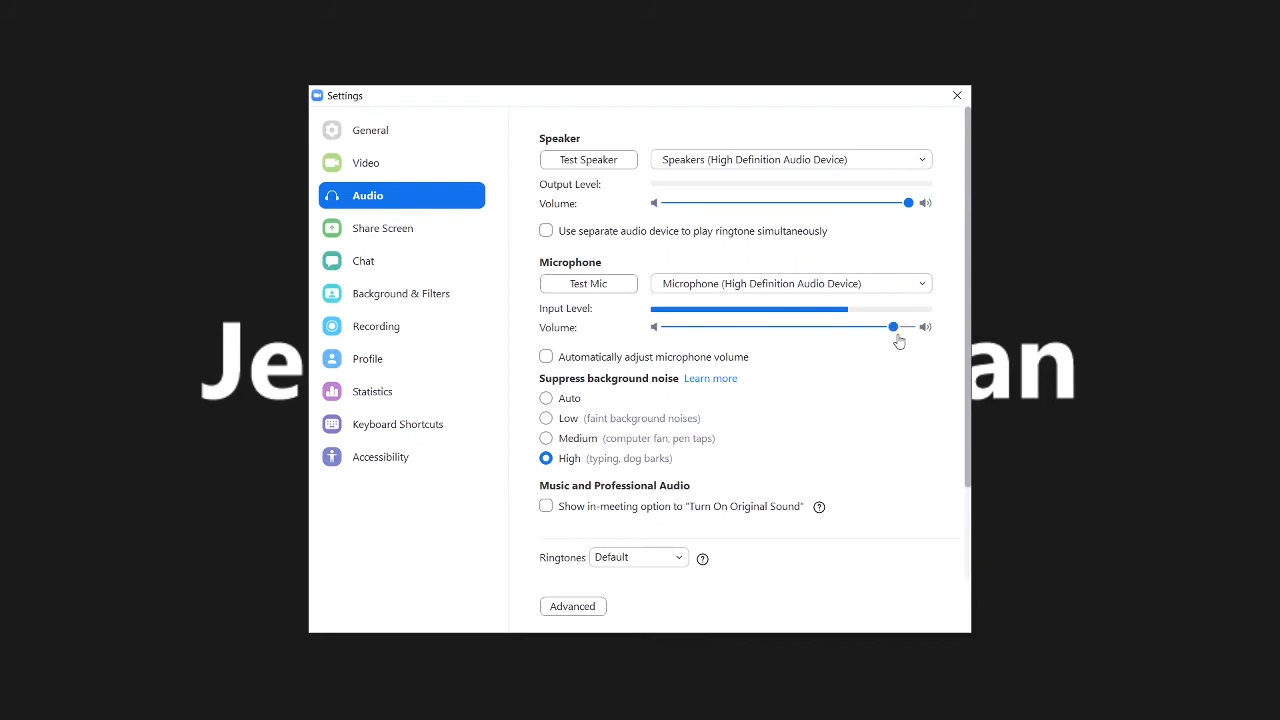 Settings
General
Video
Audio
Share Screen
Chat
Background & Filters
Recording
Profile
Statistics
Keyboard Shortcuts
Accessibility
Speaker
Test Speaker Speakers (High Definition Audio Device)
Output Level:
Volume:
Use separate audio device to play ringtone simultaneously
Microphone
Test Mic Microphone (High Definition Audio Device)
Input Level:
Volume:
Automatically adjust microphone volume
Suppress background noise Learn more
Auto
Low (faint background noises)
Medium (computer fan, pen taps)
High (typing, dog barks)
Music and Professional Audio
Show in-meeting option to "Turn On Original Sound"
Ringtones Default
Advanced
Je an